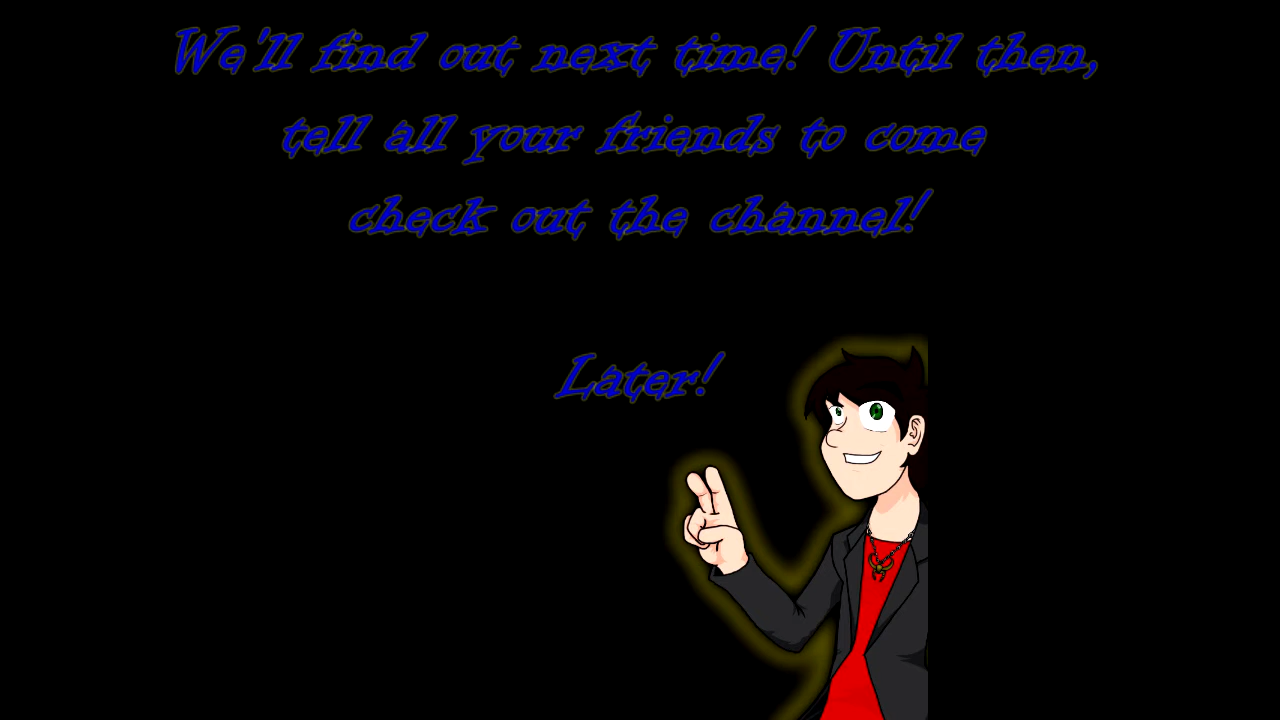 We'll find out next time! Until then,
tell all your friends to come
check out the channel!
Later!